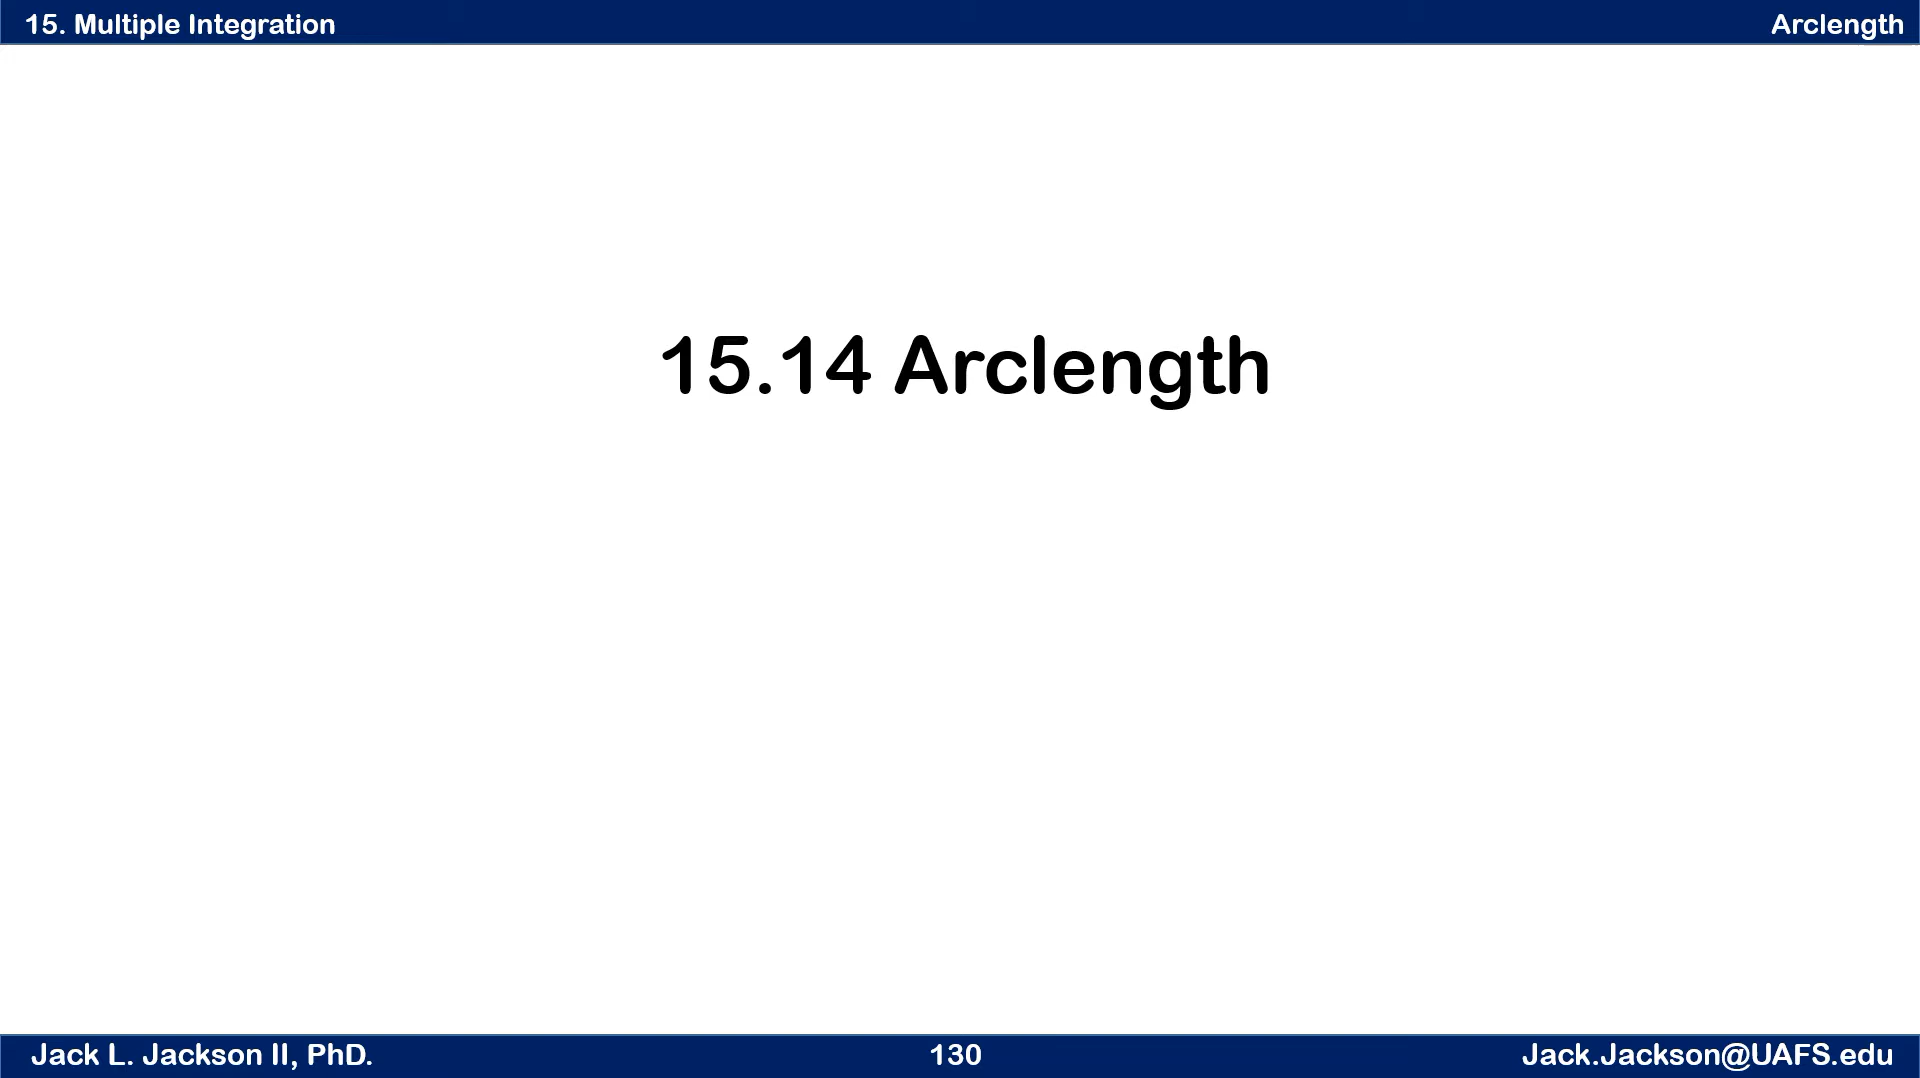 15. Multiple Integration
Arclength
15.14 Arclength
Jack L. Jackson II, PhD.
130
Jack.Jackson@UAFS.edu